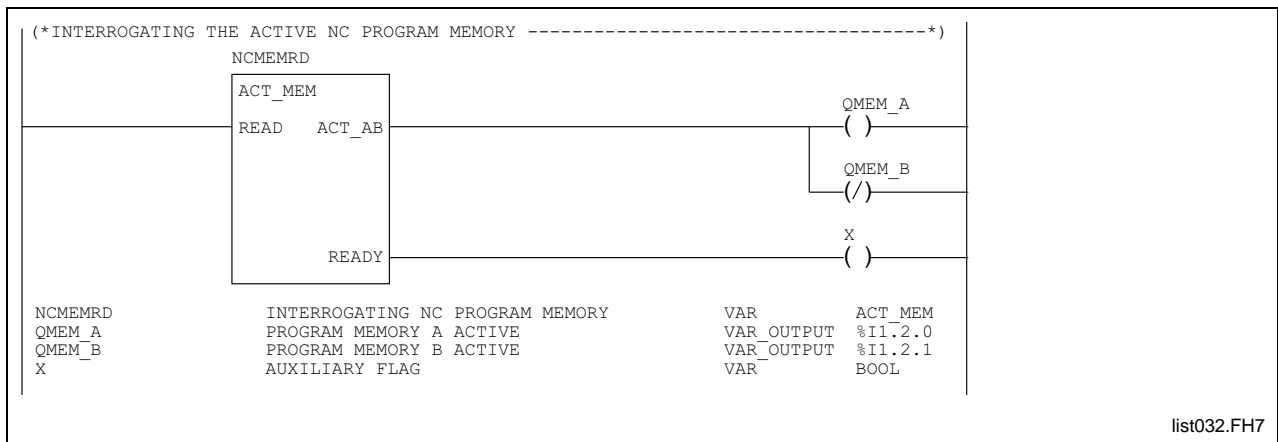 (*INTERROGATING THE ACTIVE NC PROGRAM MEMORY ------------------------------------*)
NCMEMRD
ACT_MEM
QMEM_A
READ ACT_AB ( )
QMEM_B
(/)
X
READY ( )
NCMEMRD INTERROGATING NC PROGRAM MEMORY VAR ACT_MEM
QMEM_A PROGRAM MEMORY A ACTIVE VAR_OUTPUT %I1.2.0
QMEM_B PROGRAM MEMORY B ACTIVE VAR_OUTPUT %I1.2.1
X AUXILIARY FLAG VAR BOOL
list032.FH7